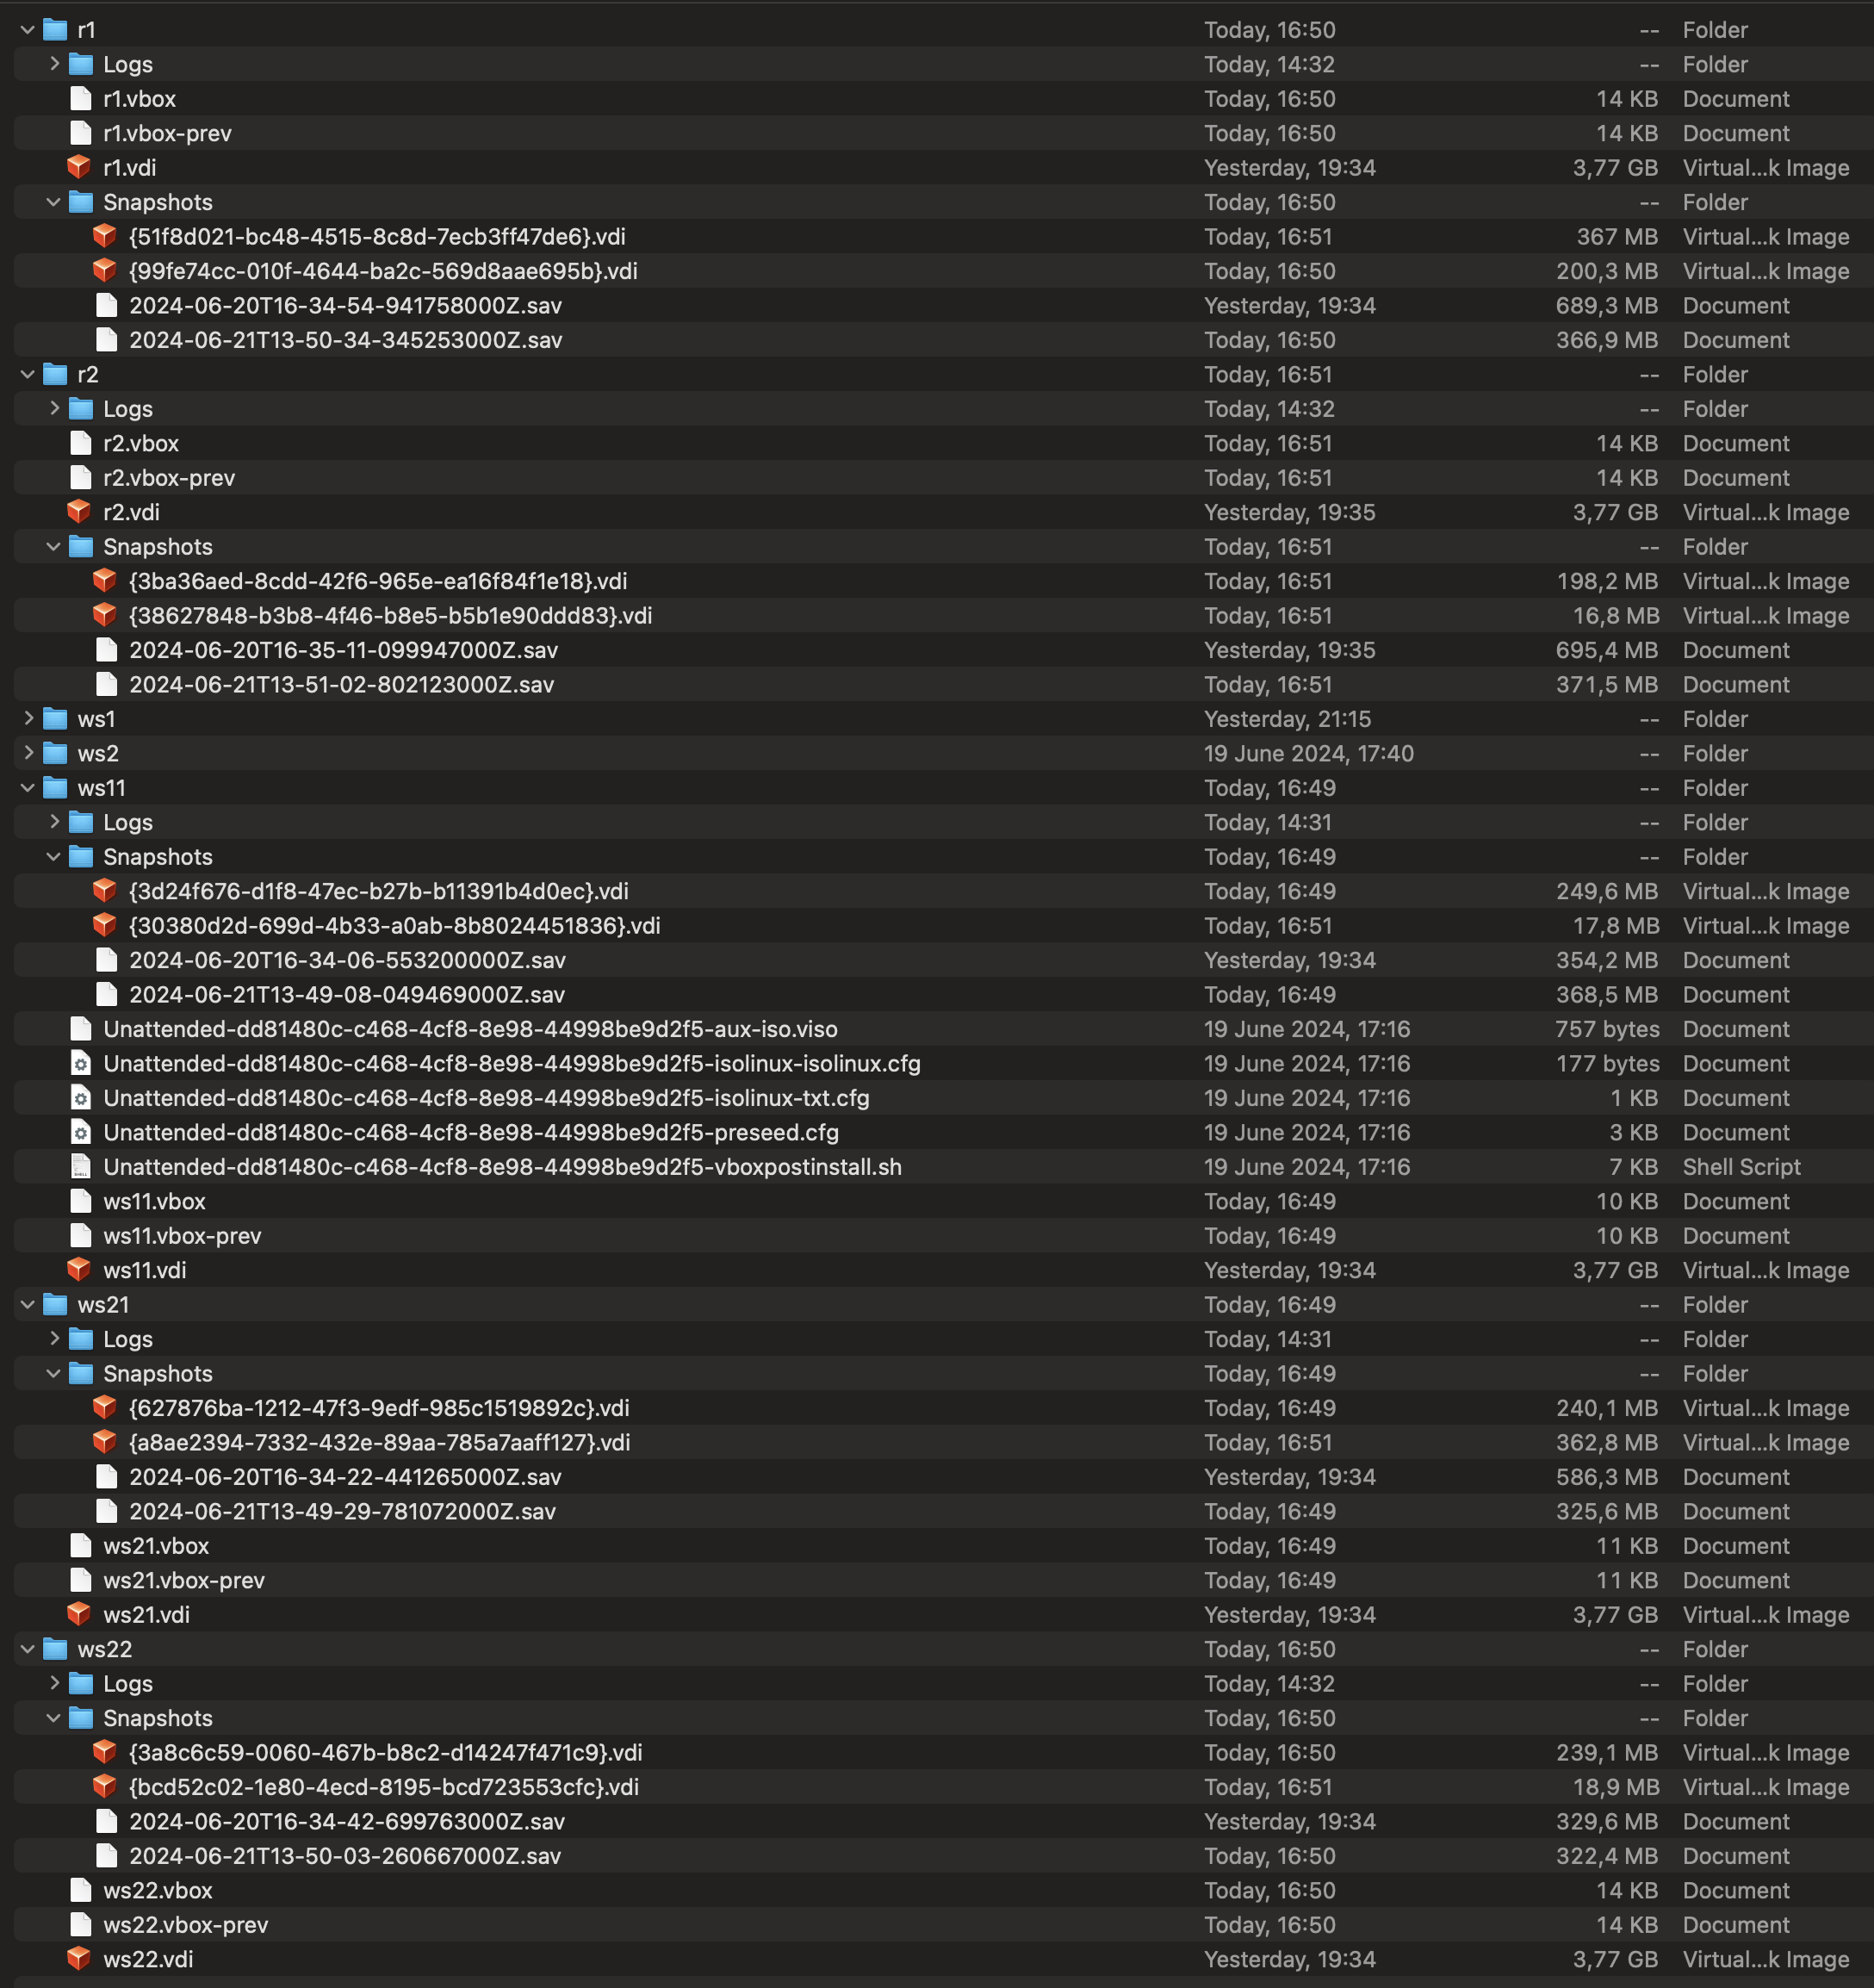 r1 Today, 16:50 -- Folder
Logs Today, 14:32 -- Folder
r1.vbox Today, 16:50 14 KB Document
r1.vbox-prev Today, 16:50 14 KB Document
r1.vdi Yesterday, 19:34 3,77 GB Virtual...k Image
Snapshots Today, 16:50 -- Folder
{51f8d021-bc48-4515-8c8d-7ecb3ff47de6}.vdi Today, 16:51 367 MB Virtual...k Image
{99fe74cc-010f-4644-ba2c-569d8aae695b}.vdi Today, 16:50 200,3 MB Virtual...k Image
2024-06-20T16-34-54-941758000Z.sav Yesterday, 19:34 689,3 MB Document
2024-06-21T13-50-34-345253000Z.sav Today, 16:50 366,9 MB Document
r2 Today, 16:51 -- Folder
Logs Today, 14:32 -- Folder
r2.vbox Today, 16:51 14 KB Document
r2.vbox-prev Today, 16:51 14 KB Document
r2.vdi Yesterday, 19:35 3,77 GB Virtual...k Image
Snapshots Today, 16:51 -- Folder
{3ba36aed-8cdd-42f6-965e-ea16f84f1e18}.vdi Today, 16:51 198,2 MB Virtual...k Image
{38627848-b3b8-4f46-b8e5-b5b1e90ddd83}.vdi Today, 16:51 16,8 MB Virtual...k Image
2024-06-20T16-35-11-099947000Z.sav Yesterday, 19:35 695,4 MB Document
2024-06-21T13-51-02-802123000Z.sav Today, 16:51 371,5 MB Document
ws1 Yesterday, 21:15 -- Folder
ws2 19 June 2024, 17:40 -- Folder
ws11 Today, 16:49 -- Folder
Logs Today, 14:31 -- Folder
Snapshots Today, 16:49 -- Folder
{3d24f676-d1f8-47ec-b27b-b11391b4d0ec}.vdi Today, 16:49 249,6 MB Virtual...k Image
{30380d2d-699d-4b33-a0ab-8b8024451836}.vdi Today, 16:51 17,8 MB Virtual...k Image
2024-06-20T16-34-06-553200000Z.sav Yesterday, 19:34 354,2 MB Document
2024-06-21T13-49-08-049469000Z.sav Today, 16:49 368,5 MB Document
Unattended-dd81480c-c468-4cf8-8e98-44998be9d2f5-aux-iso.viso 19 June 2024, 17:16 757 bytes Document
Unattended-dd81480c-c468-4cf8-8e98-44998be9d2f5-isolinux-isolinux.cfg 19 June 2024, 17:16 177 bytes Document
Unattended-dd81480c-c468-4cf8-8e98-44998be9d2f5-isolinux-txt.cfg 19 June 2024, 17:16 1 KB Document
Unattended-dd81480c-c468-4cf8-8e98-44998be9d2f5-preseed.cfg 19 June 2024, 17:16 3 KB Document
Unattended-dd81480c-c468-4cf8-8e98-44998be9d2f5-vboxpostinstall.sh 19 June 2024, 17:16 7 KB Shell Script
ws11.vbox Today, 16:49 10 KB Document
ws11.vbox-prev Today, 16:49 10 KB Document
ws11.vdi Yesterday, 19:34 3,77 GB Virtual...k Image
ws21 Today, 16:49 -- Folder
Logs Today, 14:31 -- Folder
Snapshots Today, 16:49 -- Folder
{627876ba-1212-47f3-9edf-985c1519892c}.vdi Today, 16:49 240,1 MB Virtual...k Image
{a8ae2394-7332-432e-89aa-785a7aaff127}.vdi Today, 16:51 362,8 MB Virtual...k Image
2024-06-20T16-34-22-441265000Z.sav Yesterday, 19:34 586,3 MB Document
2024-06-21T13-49-29-781072000Z.sav Today, 16:49 325,6 MB Document
ws21.vbox Today, 16:49 11 KB Document
ws21.vbox-prev Today, 16:49 11 KB Document
ws21.vdi Yesterday, 19:34 3,77 GB Virtual...k Image
ws22 Today, 16:50 -- Folder
Logs Today, 14:32 -- Folder
Snapshots Today, 16:50 -- Folder
{3a8c6c59-0060-467b-b8c2-d14247f471c9}.vdi Today, 16:50 239,1 MB Virtual...k Image
{bcd52c02-1e80-4ecd-8195-bcd723553cfc}.vdi Today, 16:51 18,9 MB Virtual...k Image
2024-06-20T16-34-42-699763000Z.sav Yesterday, 19:34 329,6 MB Document
2024-06-21T13-50-03-260667000Z.sav Today, 16:50 322,4 MB Document
ws22.vbox Today, 16:50 14 KB Document
ws22.vbox-prev Today, 16:50 14 KB Document
ws22.vdi Yesterday, 19:34 3,77 GB Virtual...k Image